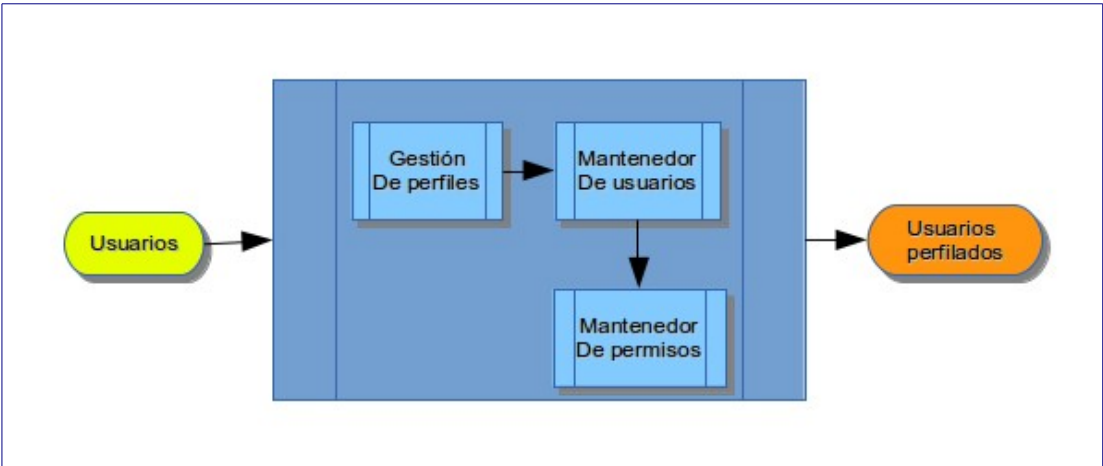 Gestión
De perfiles
Mantenedor
De usuarios
Usuarios
Usuarios
perfilados
Mantenedor
De permisos